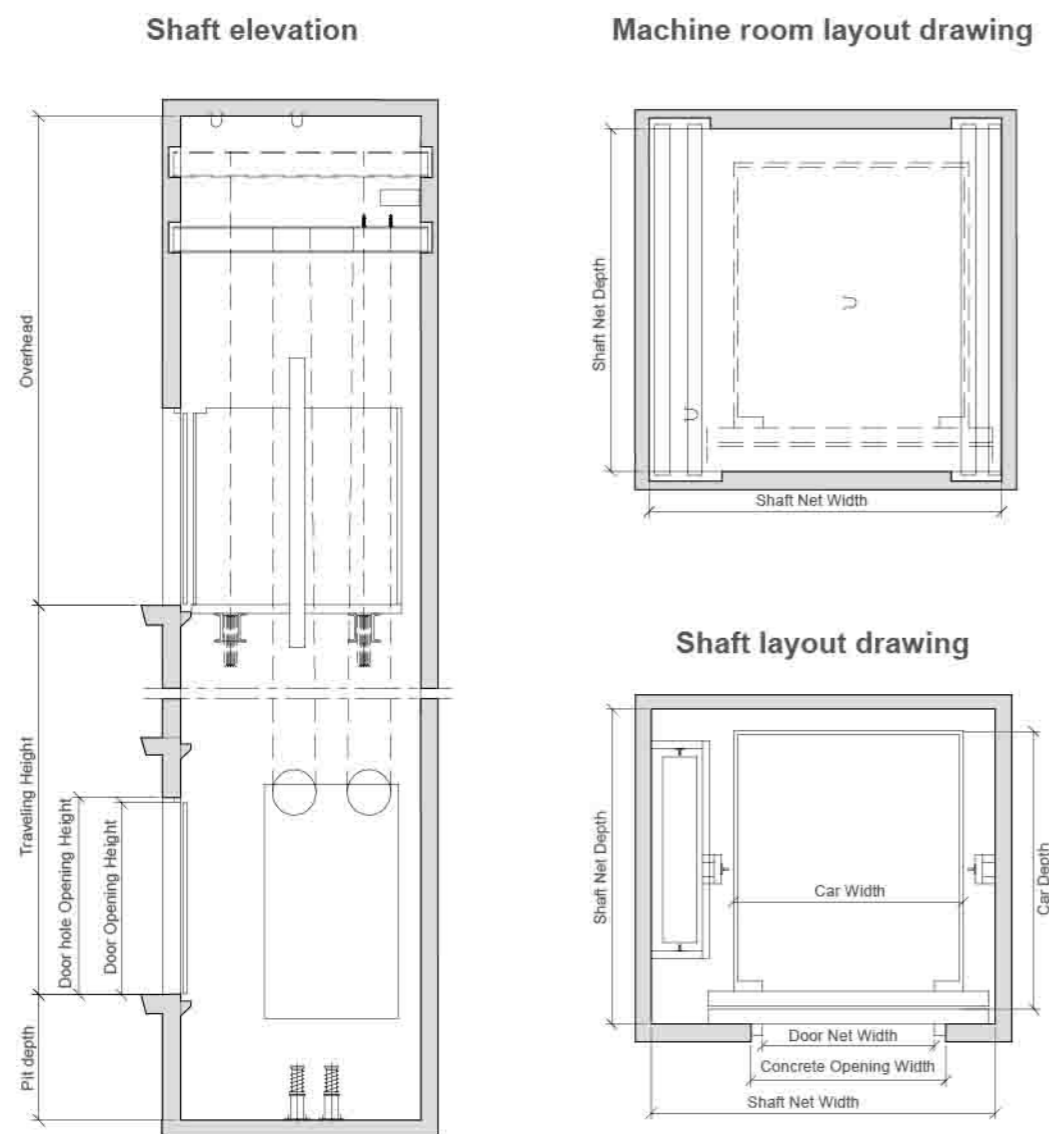 Shaft elevation
Overhead
Traveling Height
Door hole Opening Height
Door Opening Height
Pit depth
Machine room layout drawing
Shaft Net Depth
Shaft Net Width
Shaft layout drawing
Shaft Net Depth
Car Width
Car Depth
Door Net Width
Concrete Opening Width
Shaft Net Width